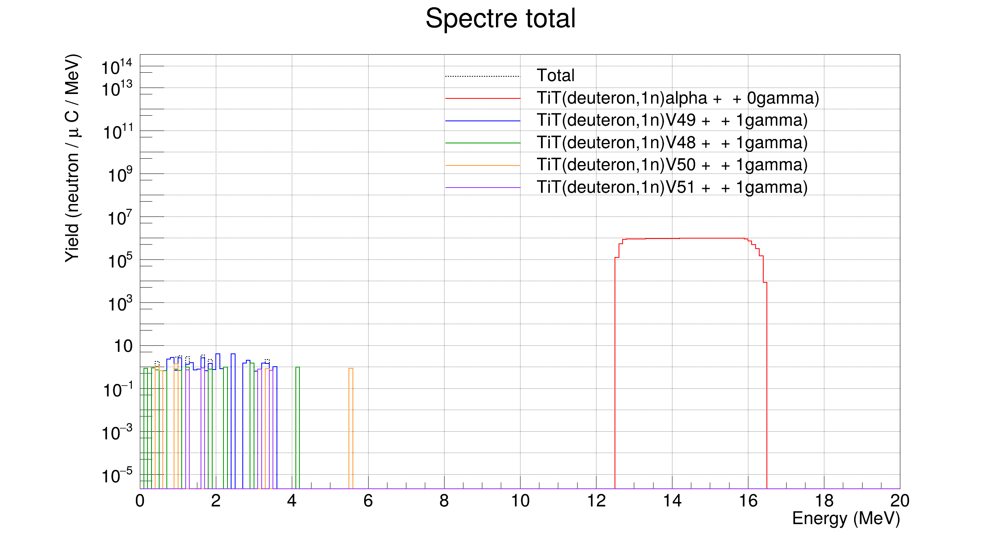 Spectre total
Yield (neutron / μ C / MeV)
10^14
10^13
10^11
10^9
10^7
10^5
10^3
10
10^−1
10^−3
10^−5
Total
TiT(deuteron,1n)alpha +  + 0gamma)
TiT(deuteron,1n)V49 +  + 1gamma)
TiT(deuteron,1n)V48 +  + 1gamma)
TiT(deuteron,1n)V50 +  + 1gamma)
TiT(deuteron,1n)V51 +  + 1gamma)
0 2 4 6 8 10 12 14 16 18 20
Energy (MeV)